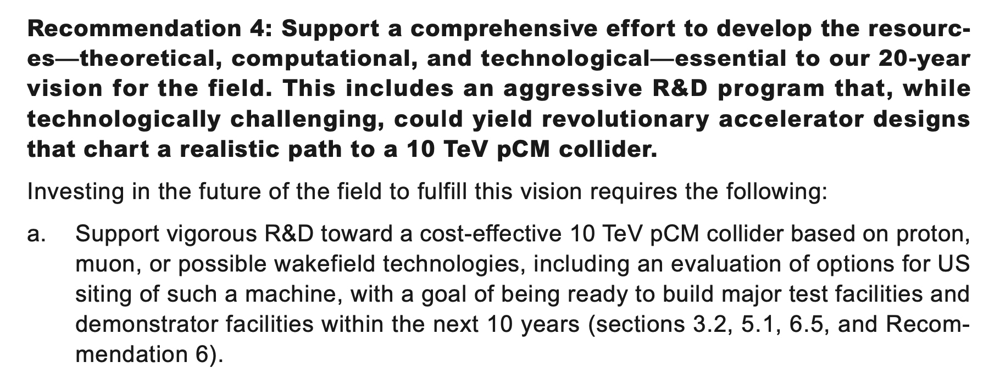 Recommendation 4: Support a comprehensive effort to develop the resourc-
es—theoretical, computational, and technological—essential to our 20-year
vision for the field. This includes an aggressive R&D program that, while
technologically challenging, could yield revolutionary accelerator designs
that chart a realistic path to a 10 TeV pCM collider.
Investing in the future of the field to fulfill this vision requires the following:
a. Support vigorous R&D toward a cost-effective 10 TeV pCM collider based on proton,
muon, or possible wakefield technologies, including an evaluation of options for US
siting of such a machine, with a goal of being ready to build major test facilities and
demonstrator facilities within the next 10 years (sections 3.2, 5.1, 6.5, and Recom-
mendation 6).